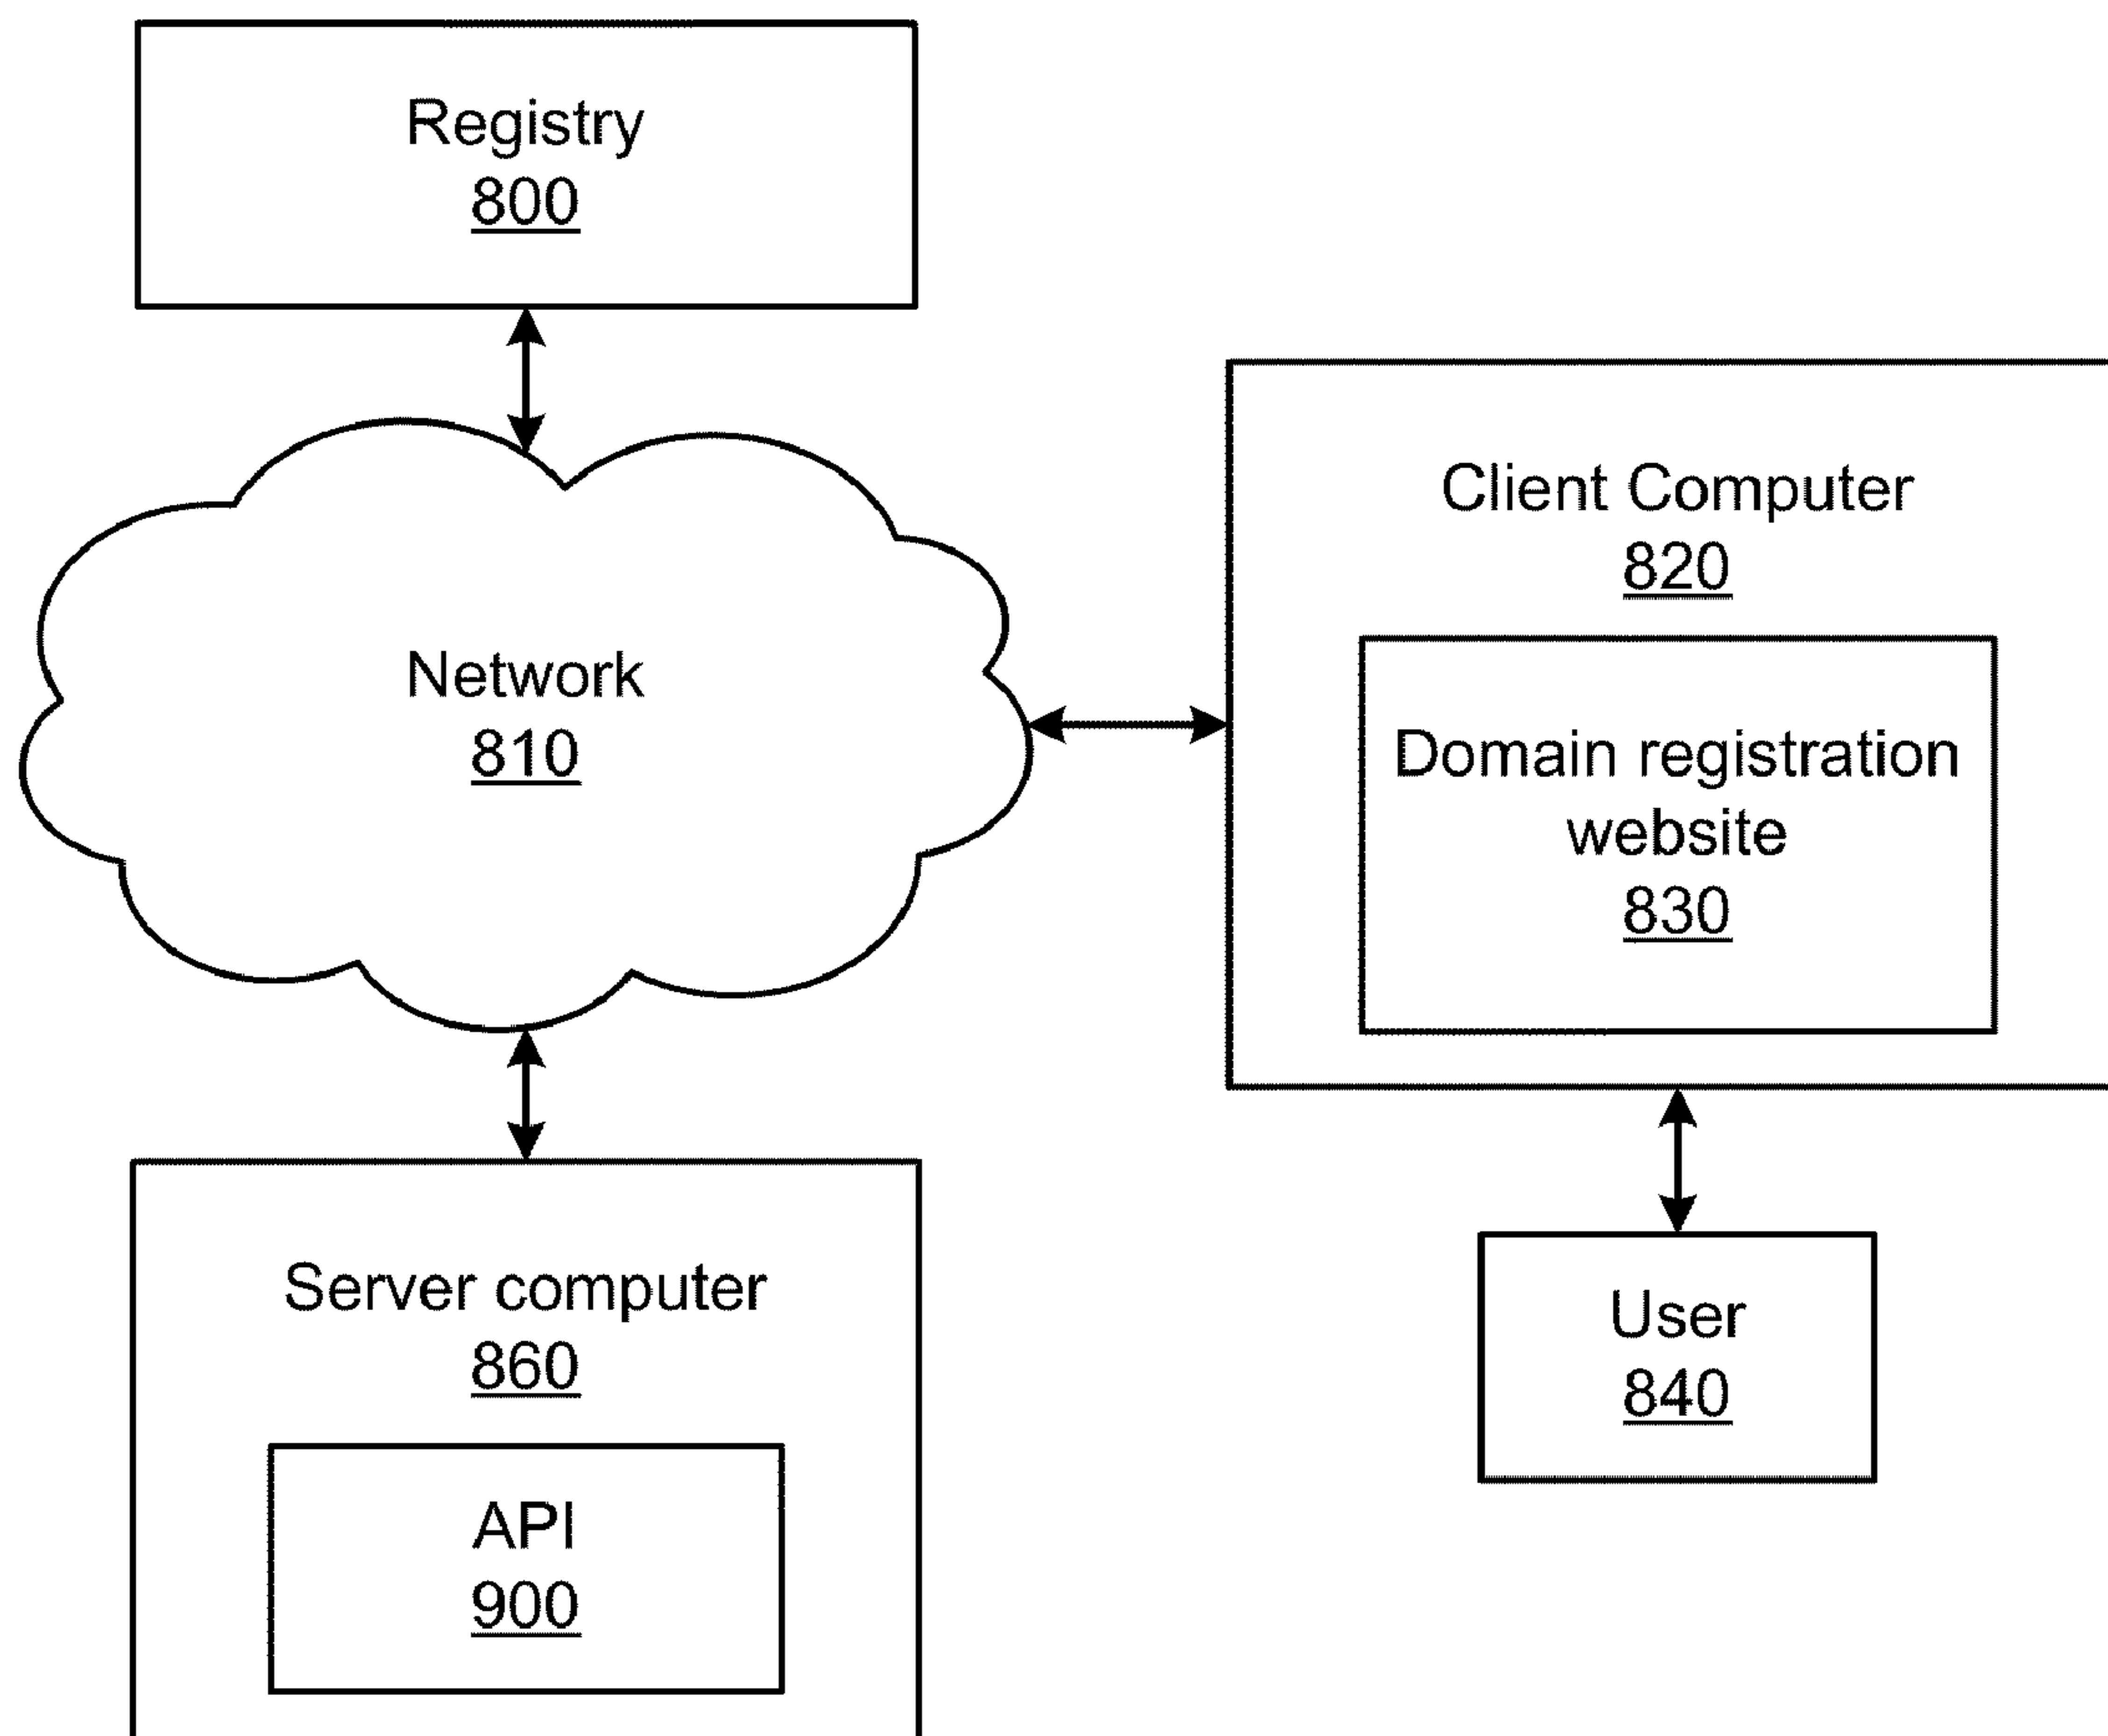 Registry
800
Network
810
Client Computer
820
Domain registration
website
830
User
840
Server computer
860
API
900